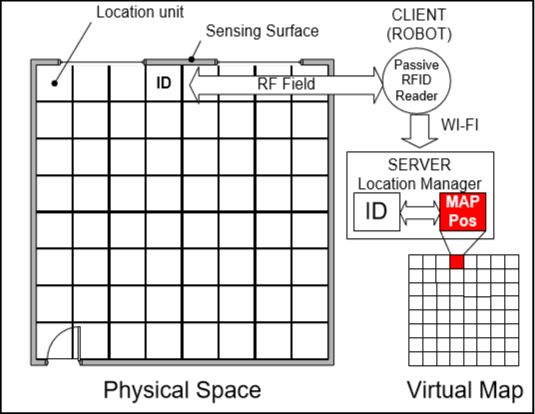 Location unit
Sensing Surface
CLIENT
(ROBOT)
ID
RF Field
Passive
RFID
Reader
WI-FI
SERVER
Location Manager
ID
MAP
Pos
Physical Space
Virtual Map